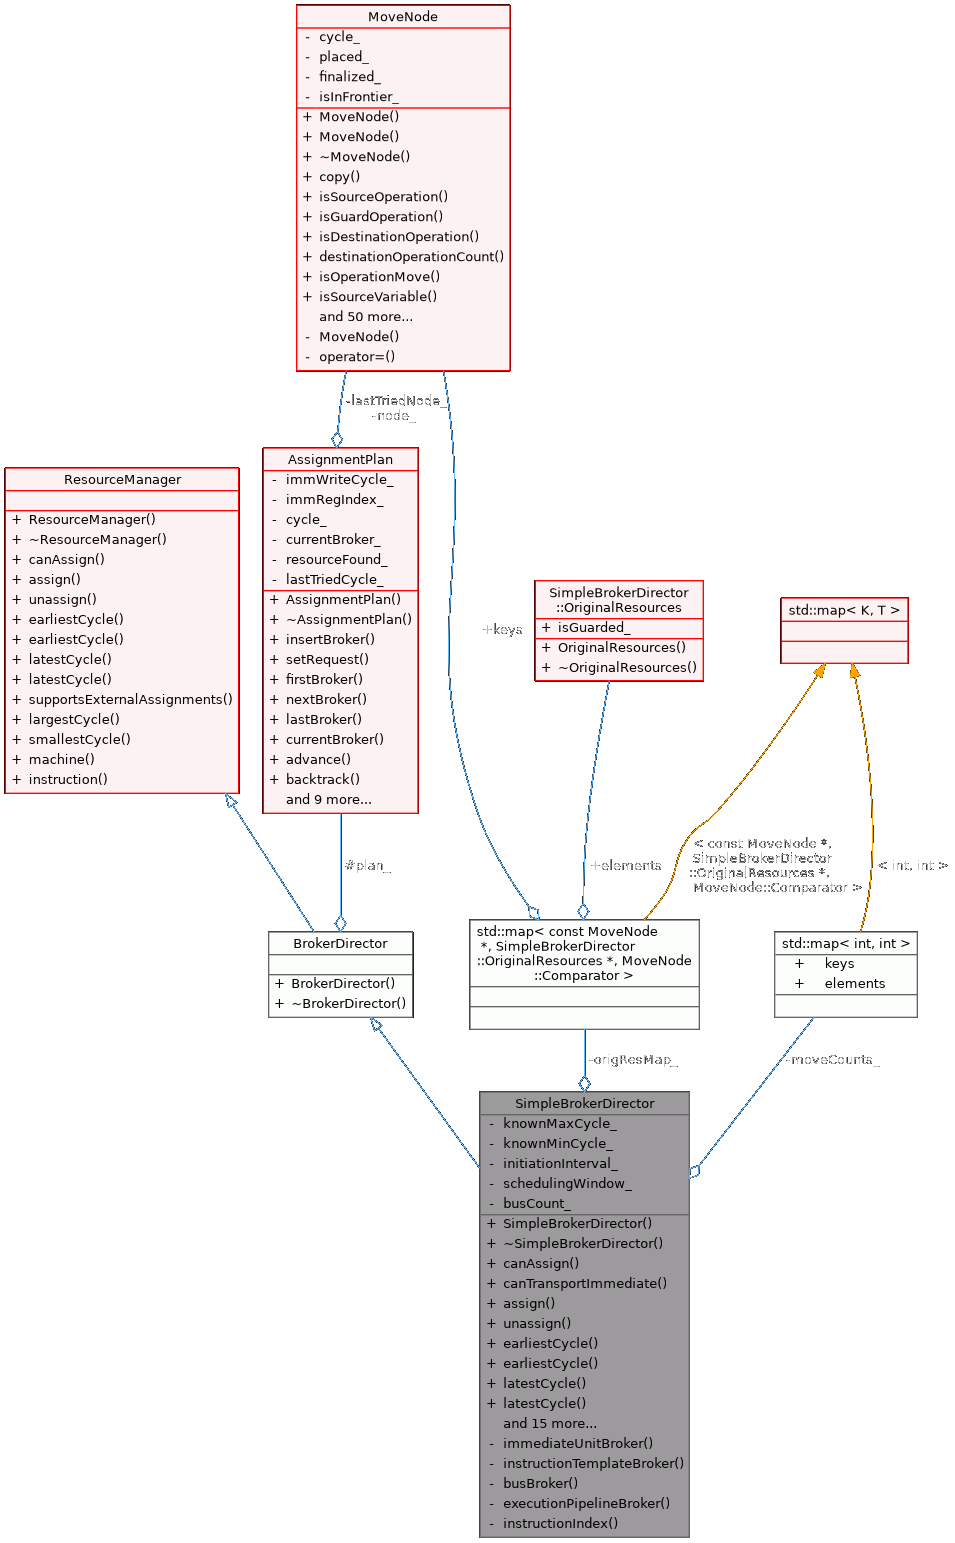 MoveNode
- cycle_
- placed_
- finalized_
- isInFrontier_
+ MoveNode()
+ MoveNode()
+ ~MoveNode()
+ copy()
+ isSourceOperation()
+ isGuardOperation()
+ isDestinationOperation()
+ destinationOperationCount()
+ isOperationMove()
+ isSourceVariable()
and 50 more...
- MoveNode()
- operator=()
-lastTriedNode_
-node_
ResourceManager
+ ResourceManager()
+ ~ResourceManager()
+ canAssign()
+ assign()
+ unassign()
+ earliestCycle()
+ earliestCycle()
+ latestCycle()
+ latestCycle()
+ supportsExternalAssignments()
+ largestCycle()
+ smallestCycle()
+ machine()
+ instruction()
AssignmentPlan
- immWriteCycle_
- immRegIndex_
- cycle_
- currentBroker_
- resourceFound_
- lastTriedCycle_
+ AssignmentPlan()
+ ~AssignmentPlan()
+ insertBroker()
+ setRequest()
+ firstBroker()
+ nextBroker()
+ lastBroker()
+ currentBroker()
+ advance()
+ backtrack()
and 9 more...
+keys
SimpleBrokerDirector
::OriginalResources
+ isGuarded_
+ OriginalResources()
+ ~OriginalResources()
std::map< K, T >
#plan_
+elements
< const MoveNode *,
SimpleBrokerDirector
::OriginalResources *,
MoveNode::Comparator >
< int, int >
BrokerDirector
+ BrokerDirector()
+ ~BrokerDirector()
std::map< const MoveNode
*, SimpleBrokerDirector
::OriginalResources *, MoveNode
::Comparator >
std::map< int, int >
+ keys
+ elements
-origResMap_
-moveCounts_
SimpleBrokerDirector
- knownMaxCycle_
- knownMinCycle_
- initiationInterval_
- schedulingWindow_
- busCount_
+ SimpleBrokerDirector()
+ ~SimpleBrokerDirector()
+ canAssign()
+ canTransportImmediate()
+ assign()
+ unassign()
+ earliestCycle()
+ earliestCycle()
+ latestCycle()
+ latestCycle()
and 15 more...
- immediateUnitBroker()
- instructionTemplateBroker()
- busBroker()
- executionPipelineBroker()
- instructionIndex()